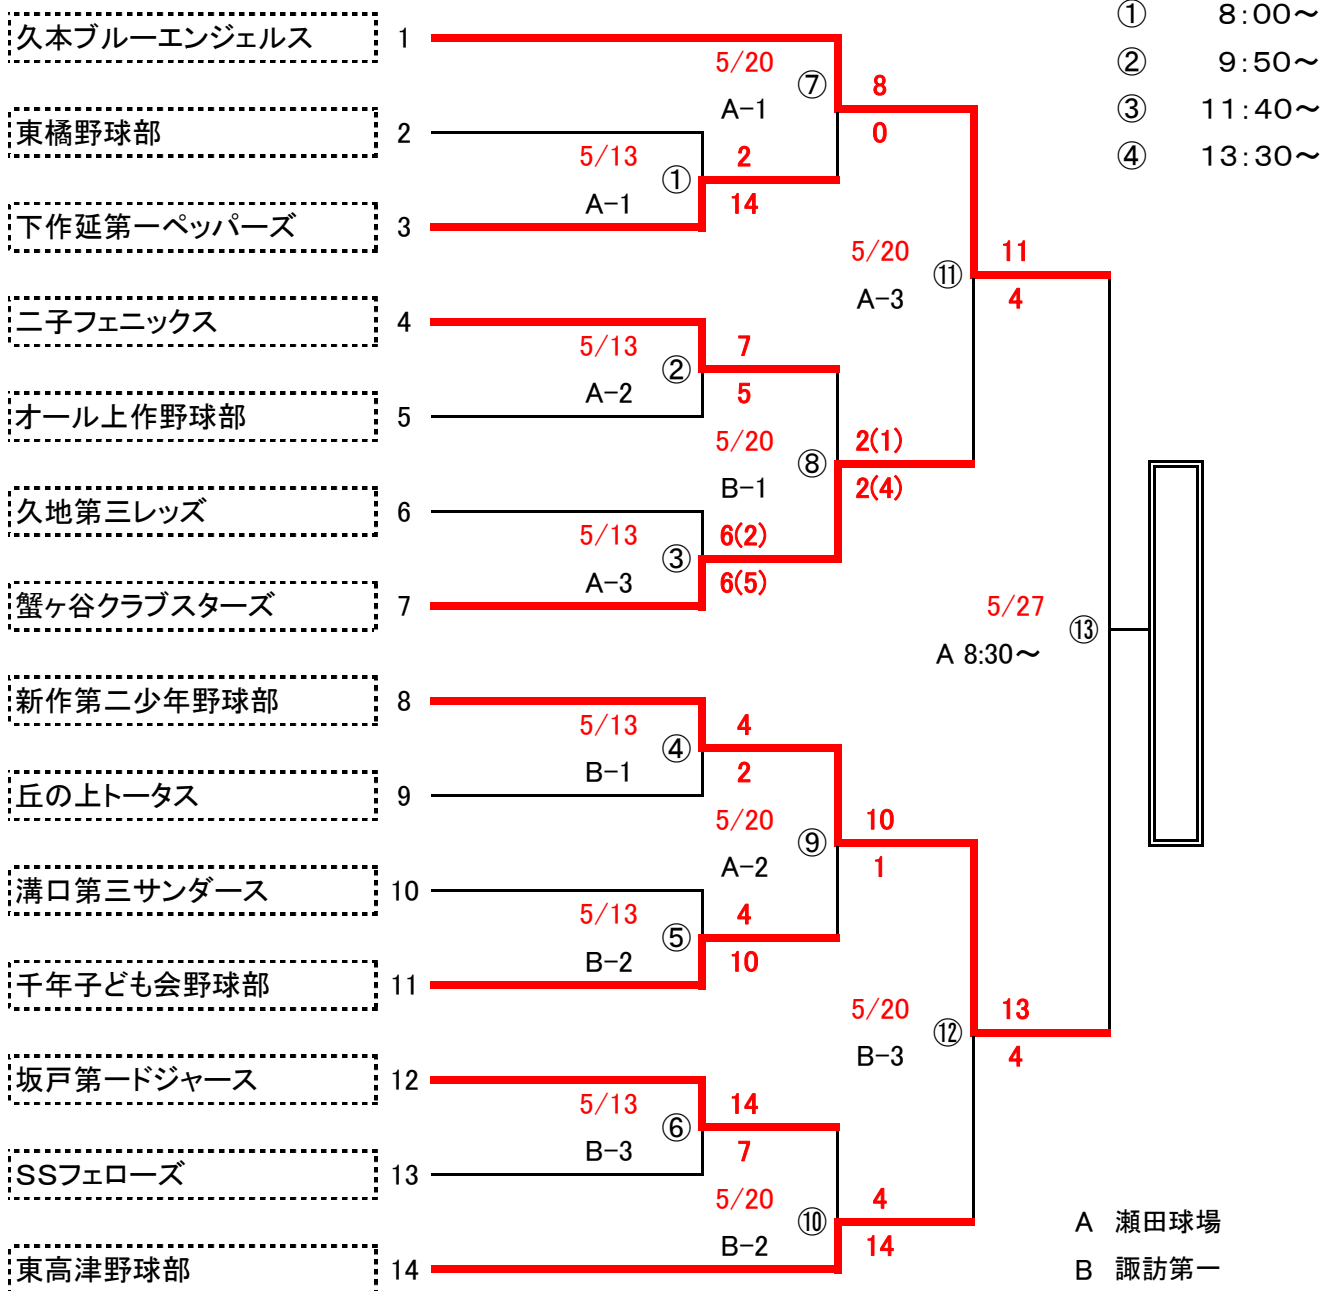 ① 8:00~
久本ブルーエンジェルス 1
5/20 ⑦ 8
② 9:50~
A-1 0
③ 11:40~
東橘野球部 2
5/13 ① 2
④ 13:30~
A-1 14
下作延第一ペッパーズ 3
5/20 ⑪ 11
A-3 4
二子フェニックス 4
5/13 ② 7
A-2 5
オール上作野球部 5
5/20 ⑧ 2(1)
B-1 2(4)
久地第三レッズ 6
5/13 ③ 6(2)
A-3 6(5)
蟹ヶ谷クラブスターズ 7
5/27 ⑬
A 8:30~
新作第二少年野球部 8
5/13 ④ 4
B-1 2
丘の上トータス 9
5/20 ⑨ 10
A-2 1
溝口第三サンダース 10
5/13 ⑤ 4
B-2 10
千年子ども会野球部 11
5/20 ⑫ 13
B-3 4
坂戸第一ドジャース 12
5/13 ⑥ 14
B-3 7
SSフェローズ 13
5/20 ⑩ 4
B-2 14
A 瀬田球場
東高津野球部 14
B 諏訪第一